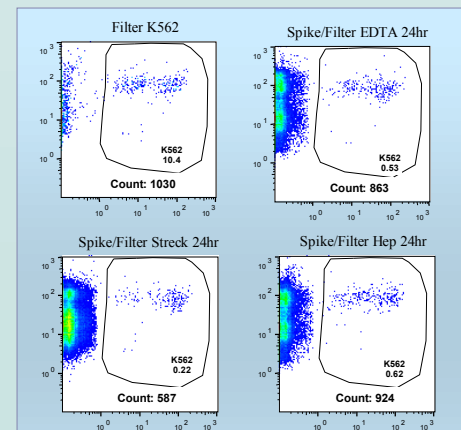 Filter K562
10³
10²
10¹
10⁰
K562
10.4
Count: 1030
10⁰ 10¹ 10² 10³
Spike/Filter EDTA 24hr
10³
10²
10¹
10⁰
K562
0.53
Count: 863
10⁰ 10¹ 10² 10³
Spike/Filter Streck 24hr
10³
10²
10¹
10⁰
K562
0.22
Count: 587
10⁰ 10¹ 10² 10³
Spike/Filter Hep 24hr
10³
10²
10¹
10⁰
K562
0.62
Count: 924
10⁰ 10¹ 10² 10³